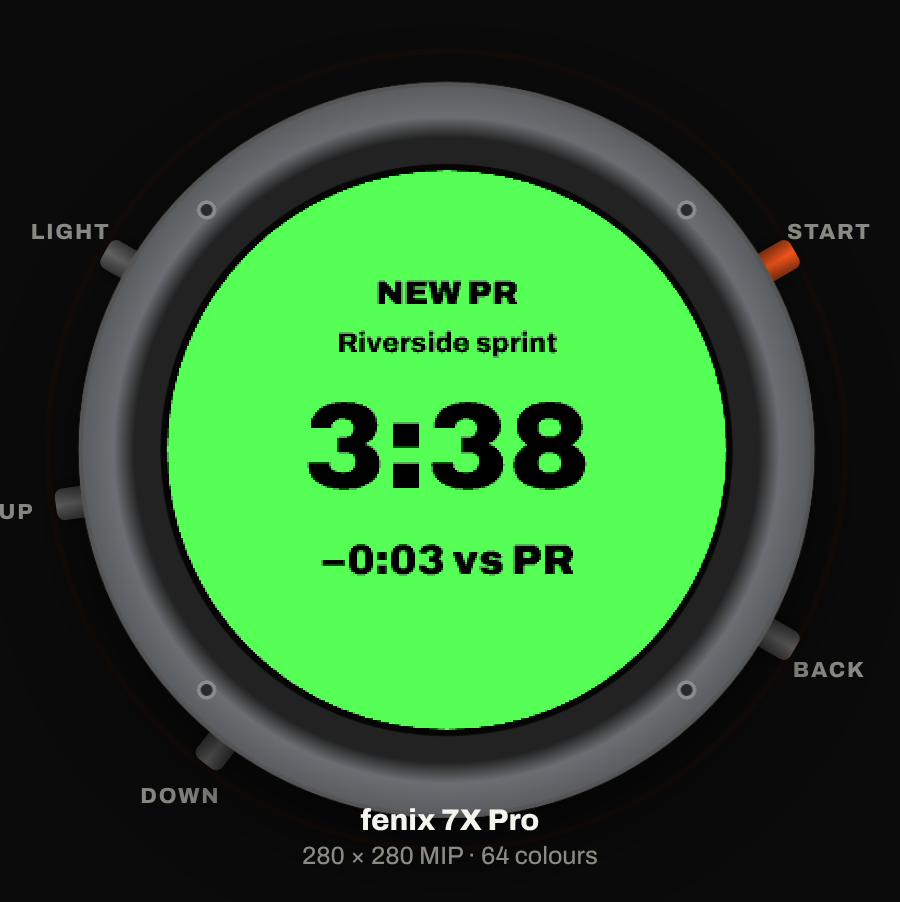 LIGHT
START
NEW PR
Riverside sprint
3:38
–0:03 vs PR
UP
BACK
DOWN
fenix 7X Pro
280 × 280 MIP · 64 colours